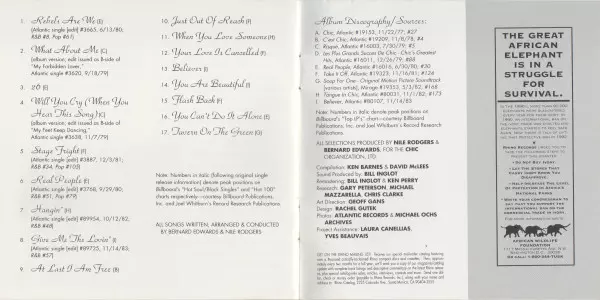 1. Rebels Are We (E)
(Atlantic single [edit] #3665, 6/13/80;
R&B #8, Pop #61)
2. What About Me (C)
(album version; edit issued as B-side of
"My Forbidden Lover,"
Atlantic single #3620, 9/18/79)
3. 26 (E)
4. Will You Cry (When You
Hear This Song) (C)
(album version; edit issued as B-side of
"My Feet Keep Dancing,"
Atlantic single #3638, 11/7/79)
5. Stage Fright (F)
(Atlantic single [edit] #3887, 12/5/81;
R&B #34, Pop #105)
6. Real People (E)
(Atlantic single [edit] #3768, 9/29/80;
R&B #51, Pop #79)
7. Hangin' (H)
(Atlantic single [edit] #89954, 10/12/82;
R&B #48)
8. Give Me The Lovin' (I)
(Atlantic single [edit] #89725, 11/14/83;
R&B #57)
9. At Last I Am Free (B)
10. Just Out Of Reach (F)
11. When You Love Someone (H)
12. Your Love Is Cancelled (F)
13. Believer (I)
14. You Are Beautiful (I)
15. Flash Back (F)
16. You Can't Do It Alone (E)
17. Tavern On The Green (G)
Note: Numbers in italic (following original single
release information) denote peak positions on
Billboard's "Hot Soul/Black Singles" and "Hot 100"
charts respectively—courtesy Billboard Publications
Inc. and Joel Whitburn's Record Research Publications.
ALL SONGS WRITTEN, ARRANGED & CONDUCTED
BY BERNARD EDWARDS & NILE RODGERS
Album Discography/Sources:
A. Chic, Atlantic #19153, 11/22/77; #27
B. C'est Chic, Atlantic #19209, 11/8/78; #4
C. Risqué, Atlantic #16003, 7/30/79; #5
D. Les Plus Grands Succes De Chic - Chic's Greatest
Hits, Atlantic #16011, 12/26/79; #88
E. Real People, Atlantic #16016, 6/30/80; #30
F. Take It Off, Atlantic #19323, 11/16/81; #124
G. Soup For One - Original Motion Picture Soundtrack
(various artists), Mirage #19353, 5/3/82; #168
H. Tongue In Chic, Atlantic #80031, 11/1/82; #173
I. Believer, Atlantic #80107, 11/14/83
Note: Numbers in italic denote peak positions on
Billboard's "Top LP's" chart—courtesy Billboard
Publications, Inc. and Joel Whitburn's Record Research
Publications.
ALL SELECTIONS PRODUCED BY NILE RODGERS &
BERNARD EDWARDS, FOR THE CHIC
ORGANIZATION, LTD.
Compilation: KEN BARNES & DAVID McLEES
Sound Produced by: BILL INGLOT
Remastering: BILL INGLOT & KEN PERRY
Research: GARY PETERSON, MICHAEL
MAZZARELLA, CHRIS CLARKE
Art Direction: GEOFF GANS
Design: RACHEL GUTEK
Photos: ATLANTIC RECORDS & MICHAEL OCHS
ARCHIVES
Project Assistance: LAURA CANELLIAS,
YVES BEAUVAIS
THE GREAT
AFRICAN
ELEPHANT
IS IN A
STRUGGLE
FOR
SURVIVAL.
• DO NOT BUY IVORY.
AFRICAN WILDLIFE
FOUNDATION